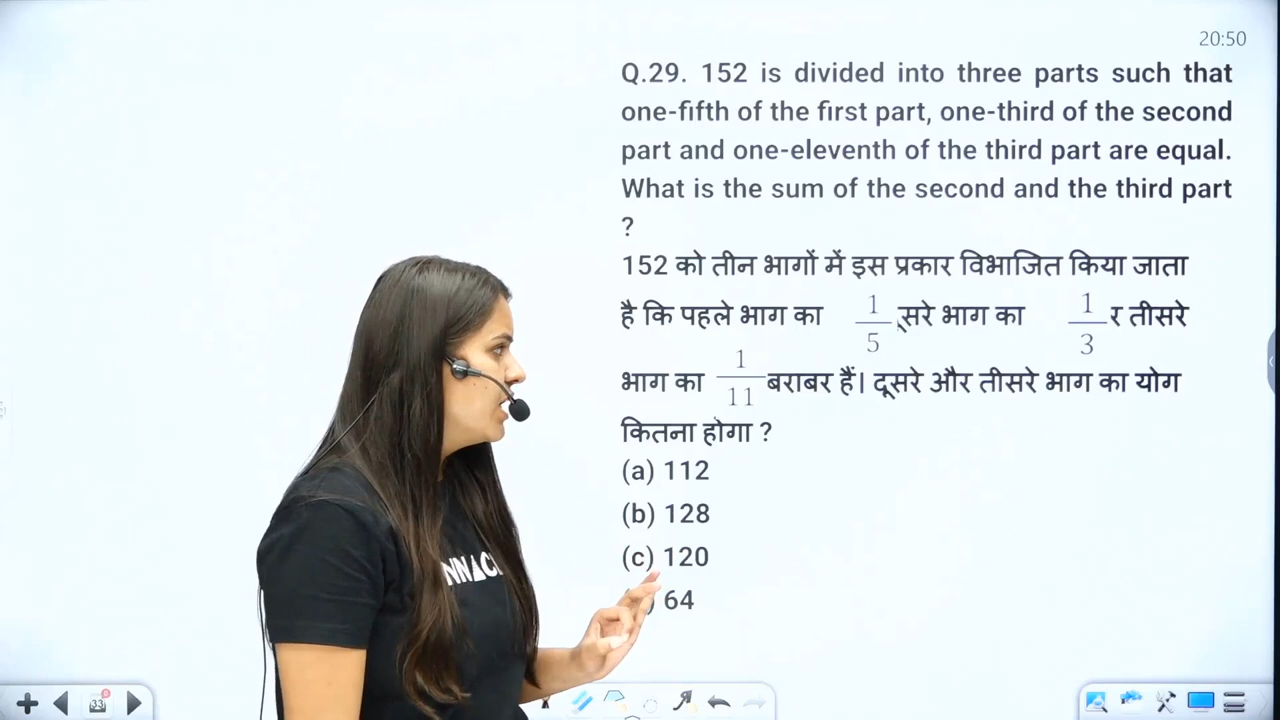 20:50
Q.29. 152 is divided into three parts such that
one-fifth of the first part, one-third of the second
part and one-eleventh of the third part are equal.
What is the sum of the second and the third part
?
152 को तीन भागों में इस प्रकार विभाजित किया जाता
है कि पहले भाग का 1/5 सरे भाग का 1/3 र तीसरे
भाग का 1/11 बराबर हैं। दूसरे और तीसरे भाग का योग
कितना होगा ?
(a) 112
(b) 128
(c) 120
) 64
NNACL
33
6